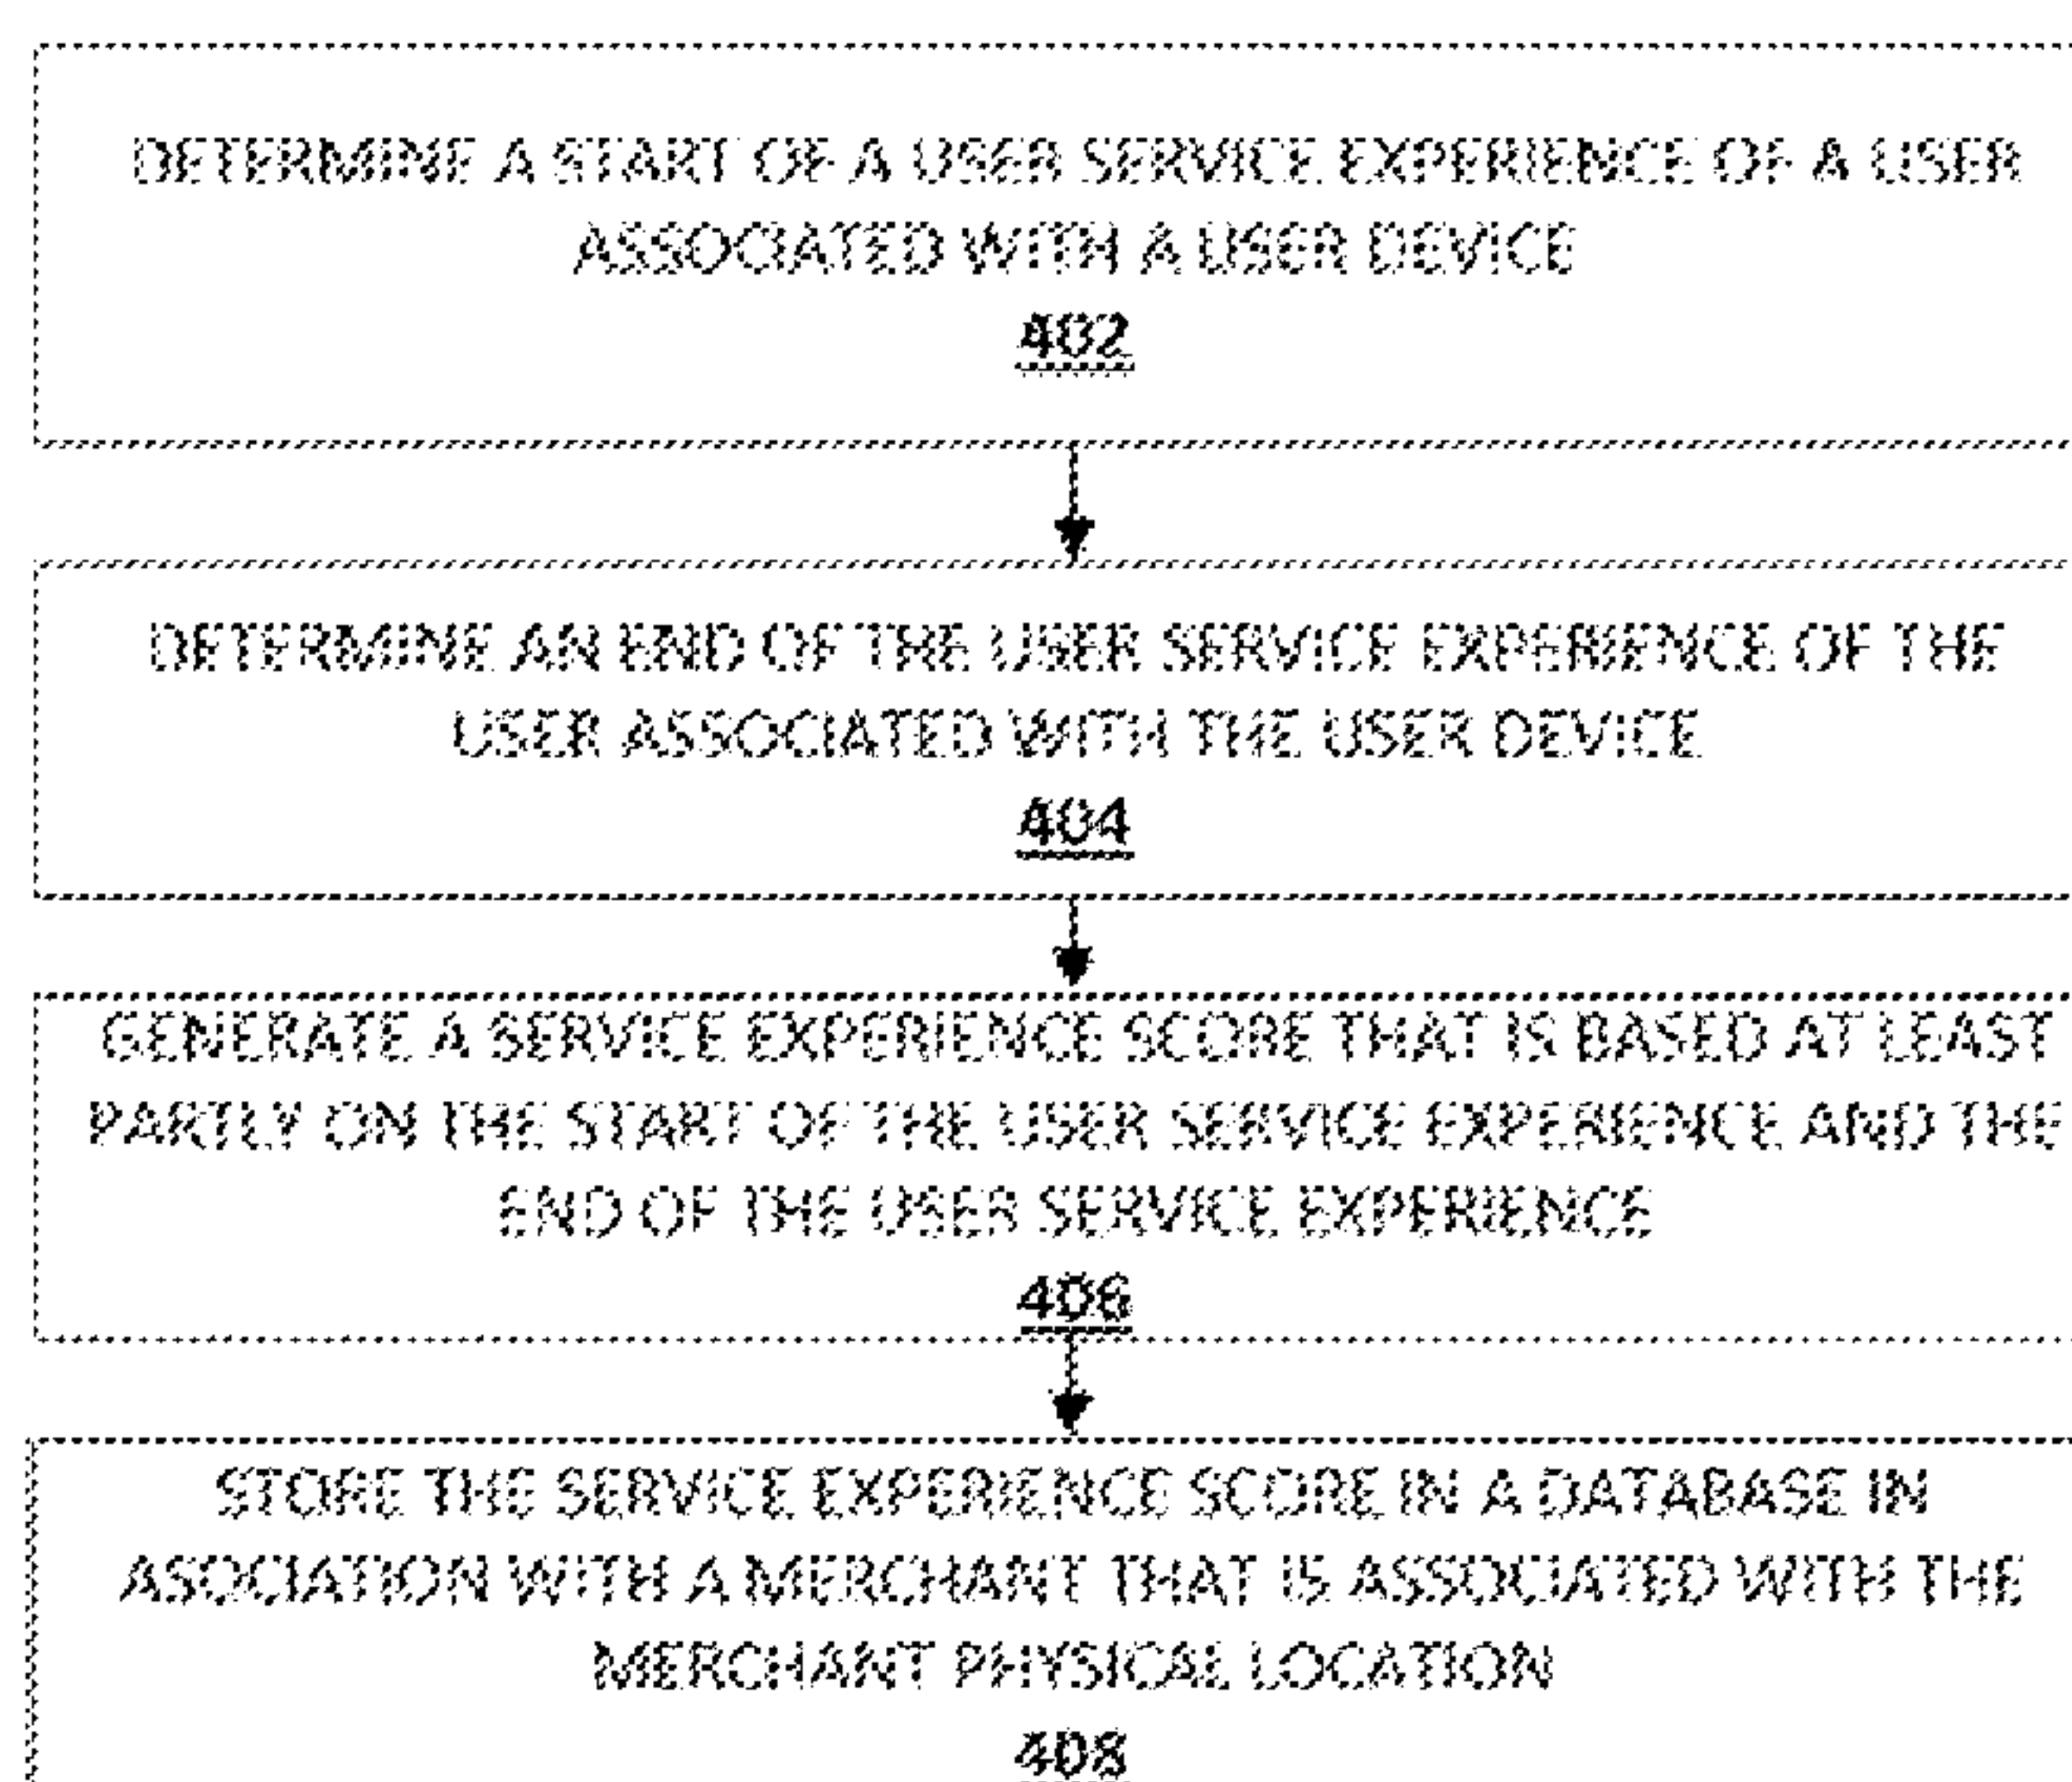 DETERMINE A START OF A USER SERVICE EXPERIENCE OF A USER
ASSOCIATED WITH A USER DEVICE
402
DETERMINE AN END OF THE USER SERVICE EXPERIENCE OF THE
USER ASSOCIATED WITH THE USER DEVICE
404
GENERATE A SERVICE EXPERIENCE SCORE THAT IS BASED AT LEAST
PARTLY ON THE START OF THE USER SERVICE EXPERIENCE AND THE
END OF THE USER SERVICE EXPERIENCE
406
STORE THE SERVICE EXPERIENCE SCORE IN A DATABASE IN
ASOCIATION WITH A MERCHANT THAT IS ASSOCIATED WITH THE
MERCHANT PHYSICAL LOCATION
408